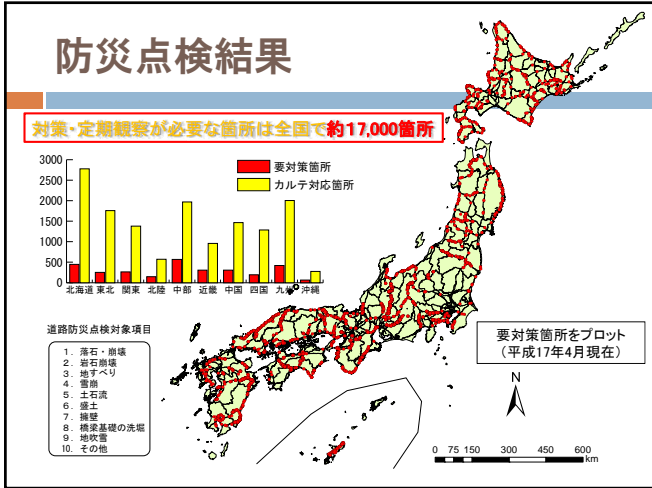 防災点検結果
対策・定期観察が必要な箇所は全国で約17,000箇所
3000
2500
2000
1500
1000
500
0
要対策箇所
カルテ対応箇所
北海道 東北 関東 北陸 中部 近畿 中国 四国 九州 沖縄
道路防災点検対象項目
1. 落石・崩壊
2. 岩石崩壊
3. 地すべり
4. 雪崩
5. 土石流
6. 盛土
7. 擁壁
8. 橋梁基礎の洗堀
9. 地吹雪
10. その他
要対策箇所をプロット
（平成17年4月現在）
N
0 75 150 300 450 600
km